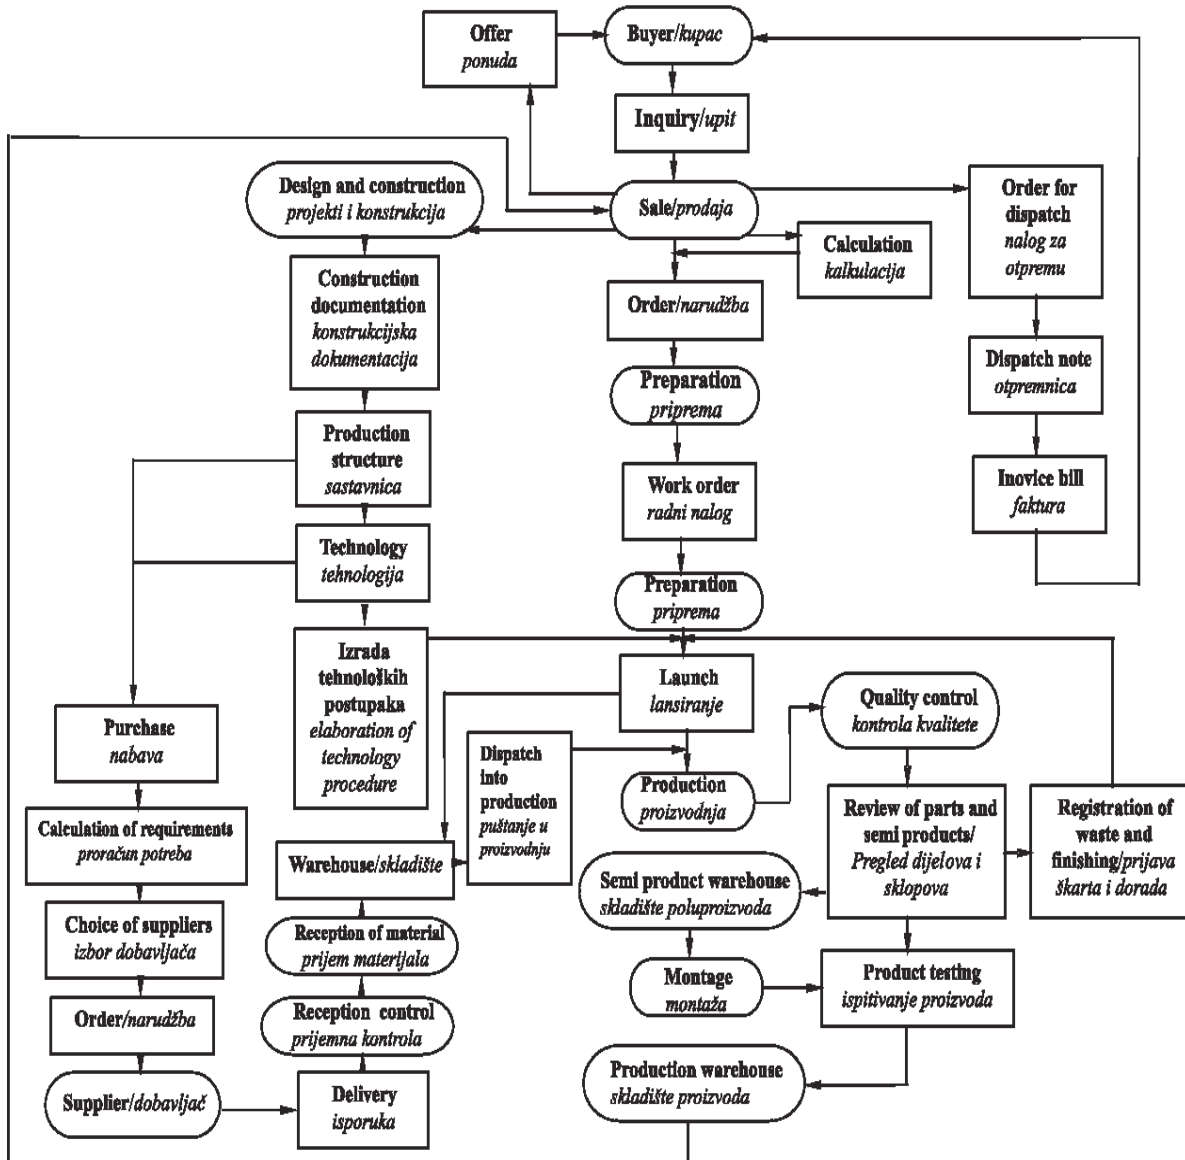 Offer
ponuda
Buyer/kupac
Inquiry/upit
Design and construction
projekti i konstrukcija
Sale/prodaja
Order for
dispatch
nalog za
otpremu
Calculation
kalkulacija
Construction
documentation
konstrukcijska
dokumentacija
Order/narudžba
Dispatch note
otpremnica
Preparation
priprema
Production
structure
sastavnica
Work order
radni nalog
Inovice bill
faktura
Technology
tehnologija
Preparation
priprema
Izrada
tehnoloških
postupaka
elaboration of
technology
procedure
Launch
lansiranje
Quality control
kontrola kvalitete
Purchase
nabava
Dispatch
into
production
puštanje u
proizvodnju
Production
proizvodnja
Review of parts and
semi products/
Pregled dijelova i
sklopova
Registration of
waste and
finishing/prijava
škarta i dorada
Calculation of requirements
proračun potreba
Warehouse/skladište
Semi product warehouse
skladište poluproizvoda
Choice of suppliers
izbor dobavljača
Reception of material
prijem materijala
Montage
montaža
Product testing
ispitivanje proizvoda
Order/narudžba
Reception control
prijemna kontrola
Production warehouse
skladište proizvoda
Supplier/dobavljač
Delivery
isporuka